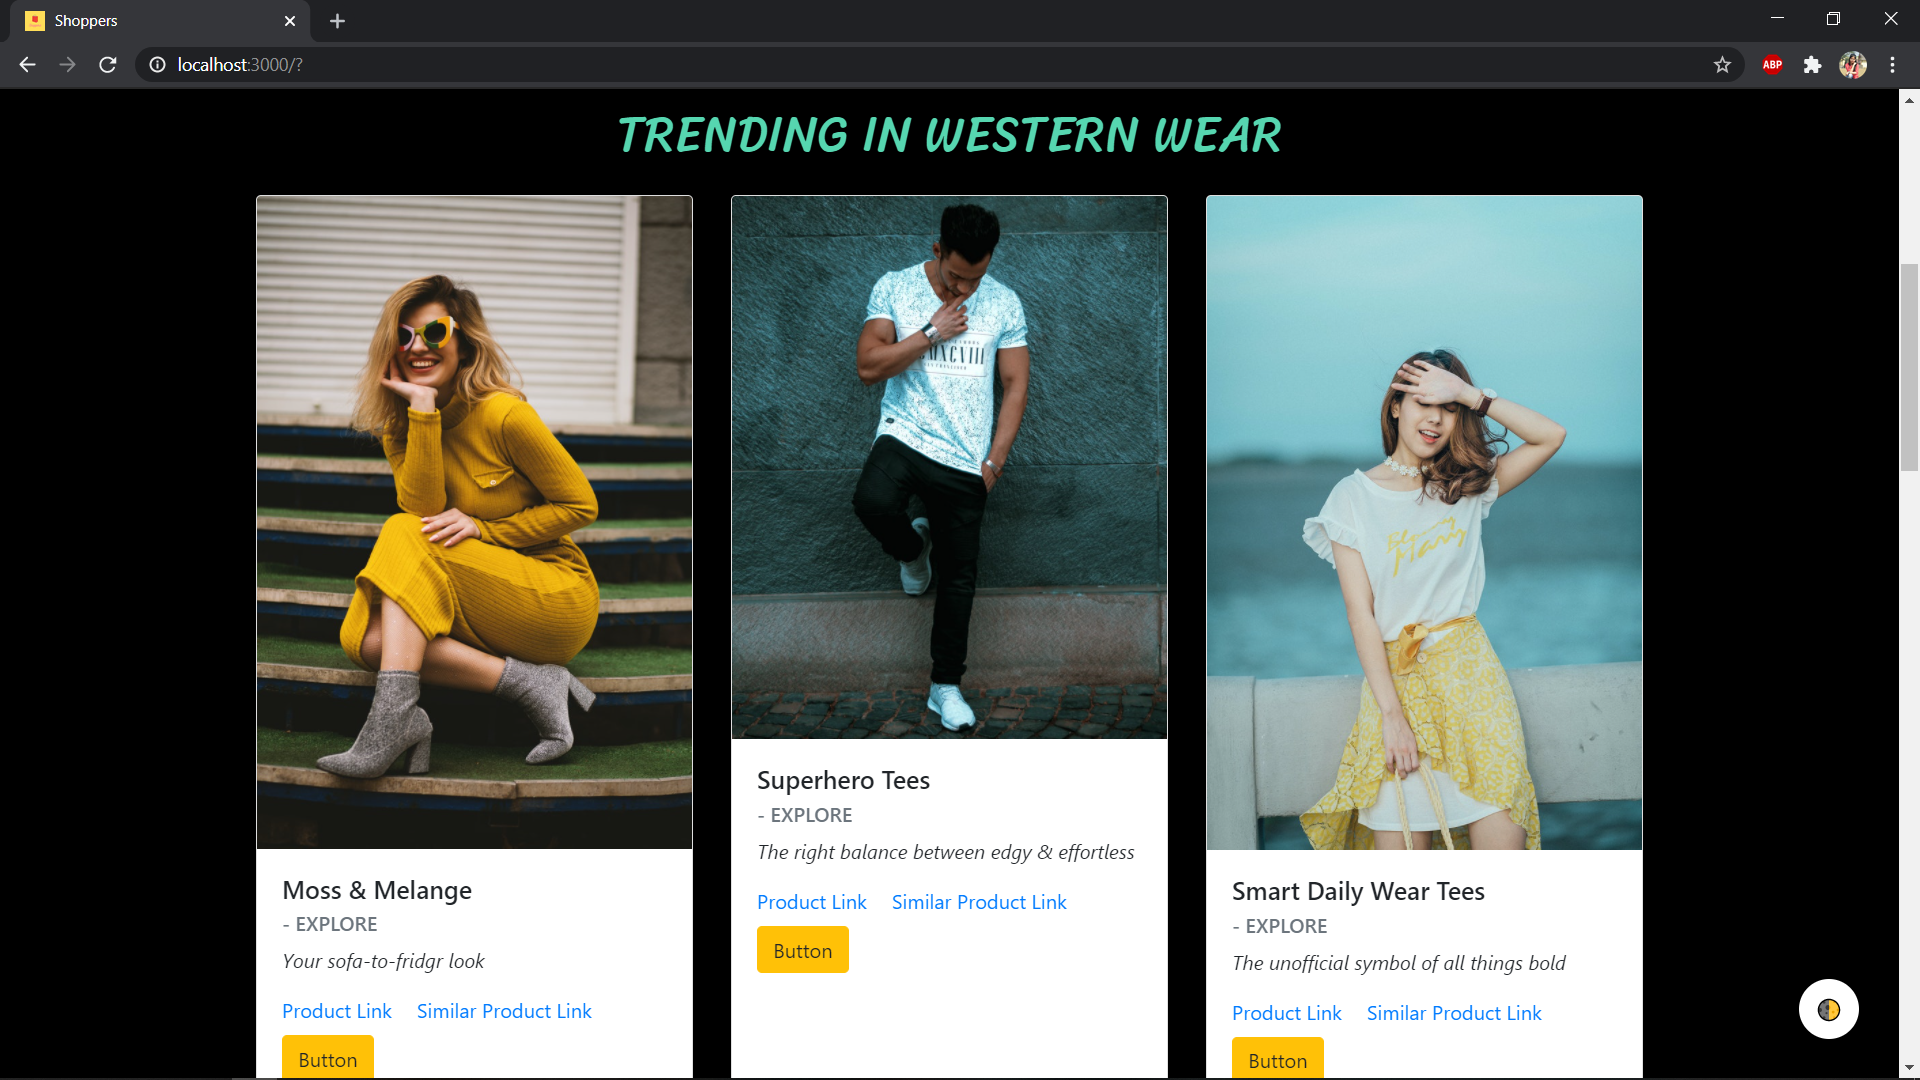 Shoppers
localhost:3000/?
ABP
TRENDING IN WESTERN WEAR
MXCVIII
Moss & Melange
- EXPLORE
Your sofa-to-fridgr look
Product Link Similar Product Link
Button
Superhero Tees
- EXPLORE
The right balance between edgy & effortless
Product Link Similar Product Link
Button
Smart Daily Wear Tees
- EXPLORE
The unofficial symbol of all things bold
Product Link Similar Product Link
Button